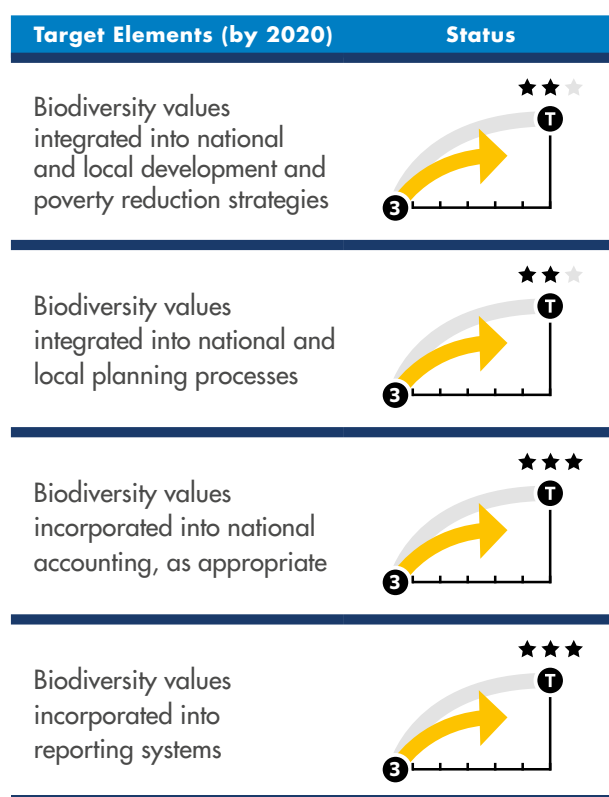 Target Elements (by 2020) Status
Biodiversity values
integrated into national
and local development and
poverty reduction strategies
T
3
Biodiversity values
integrated into national and
local planning processes
T
3
Biodiversity values
incorporated into national
accounting, as appropriate
T
3
Biodiversity values
incorporated into
reporting systems
T
3